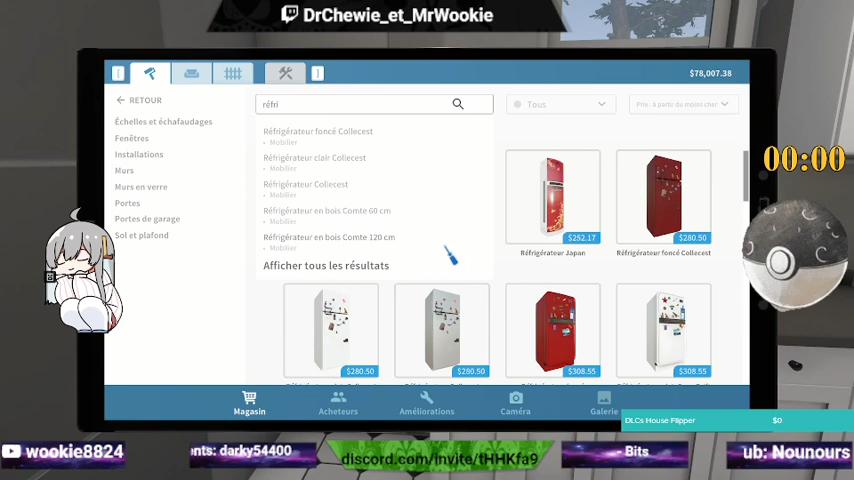 DrChewie_et_MrWookie
$78,007.38
RETOUR
réfri
Tous
Prix : à partir du moins cher
Échelles et échafaudages
Fenêtres
Installations
Murs
Murs en verre
Portes
Portes de garage
Sol et plafond
Réfrigérateur foncé Collecest
• Mobilier
Réfrigérateur clair Collecest
• Mobilier
Réfrigérateur Collecest
• Mobilier
Réfrigérateur en bois Comte 60 cm
• Mobilier
Réfrigérateur en bois Comte 120 cm
• Mobilier
Afficher tous les résultats
$252.17
$280.50
Réfrigérateur Japan
Réfrigérateur foncé Collecest
$280.50
$280.50
$308.55
$308.55
00:00
Magasin
Acheteurs
Améliorations
Caméra
Galerie
DLCs House Flipper
$0
wookie8824
ents: darky54400
discord.com/invite/tHHKfa9
- Bits
ub: Nounours